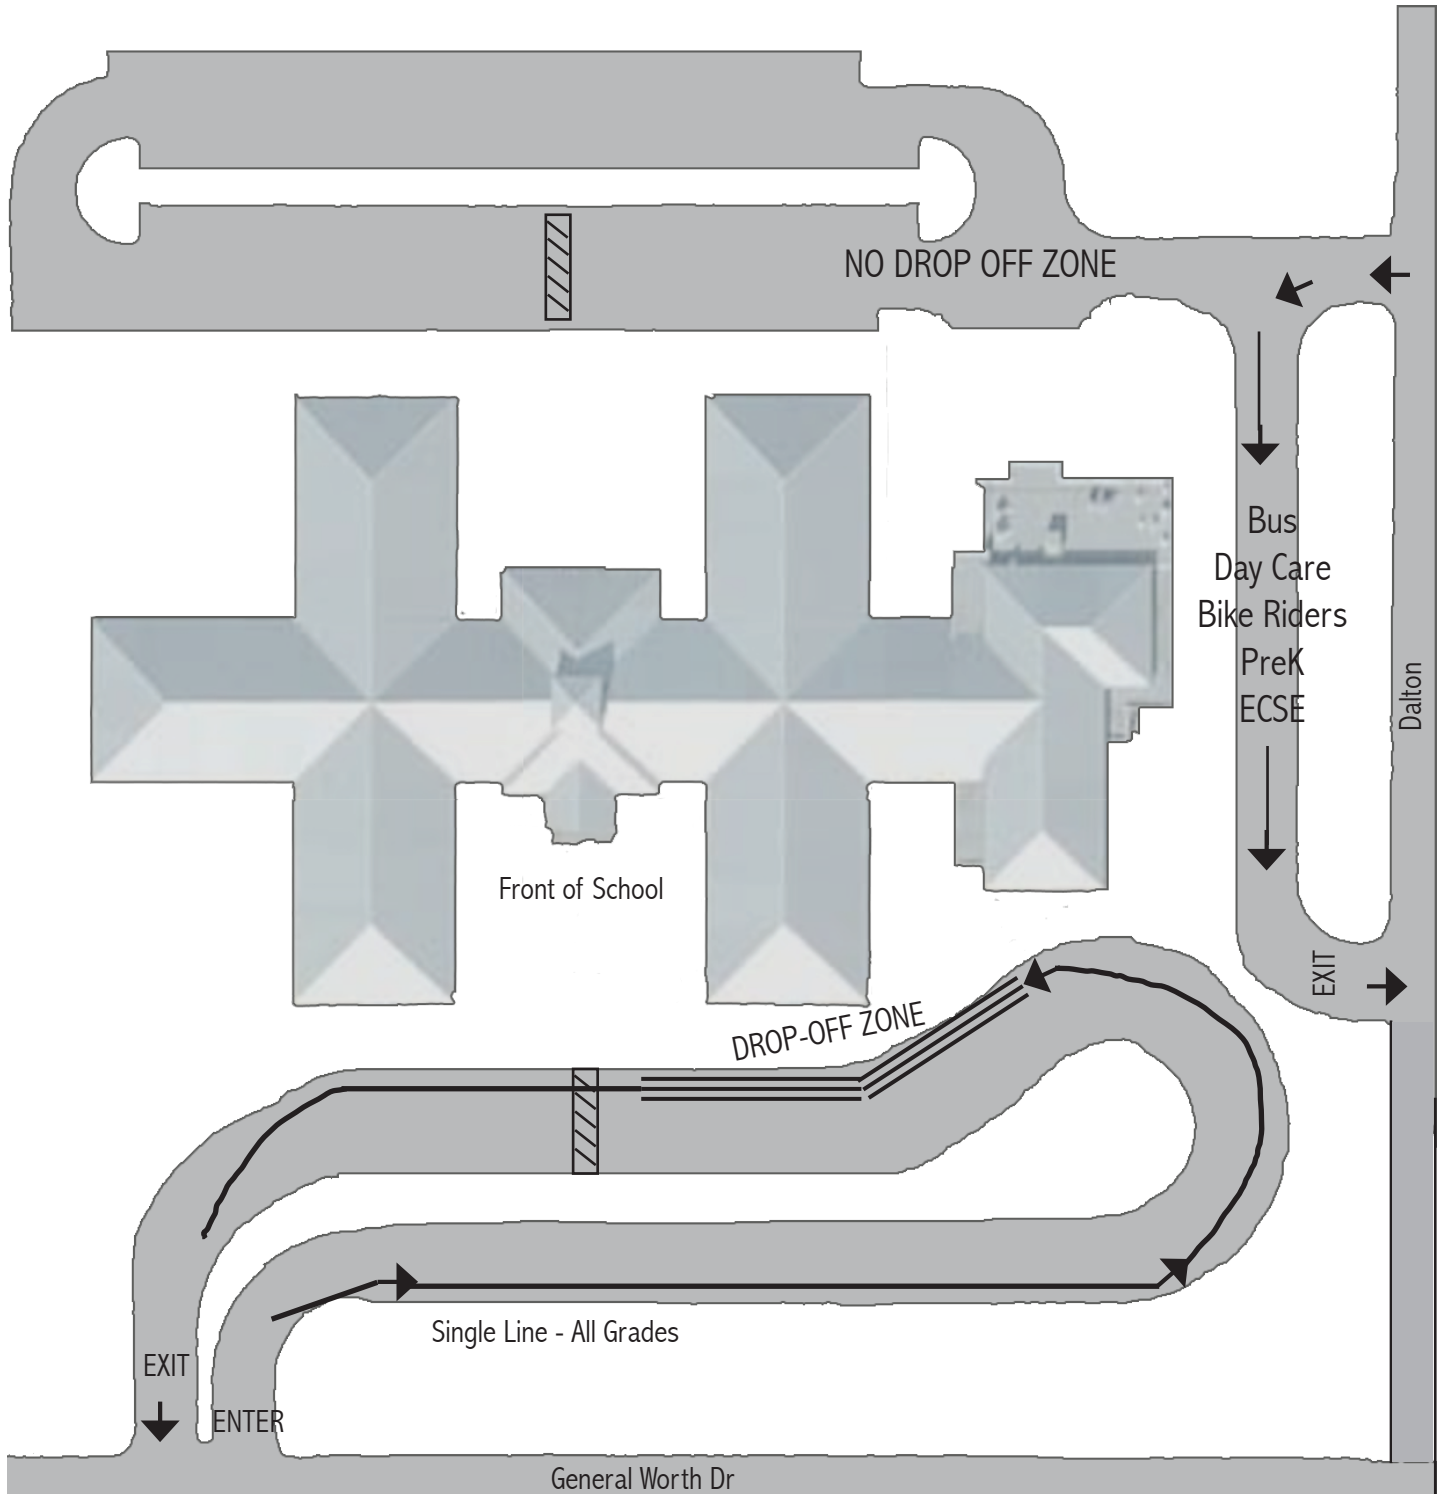 NO DROP OFF ZONE
Bus
Day Care
Bike Riders
PreK
ECSE
Dalton
Front of School
EXIT
DROP-OFF ZONE
Single Line - All Grades
EXIT
ENTER
General Worth Dr